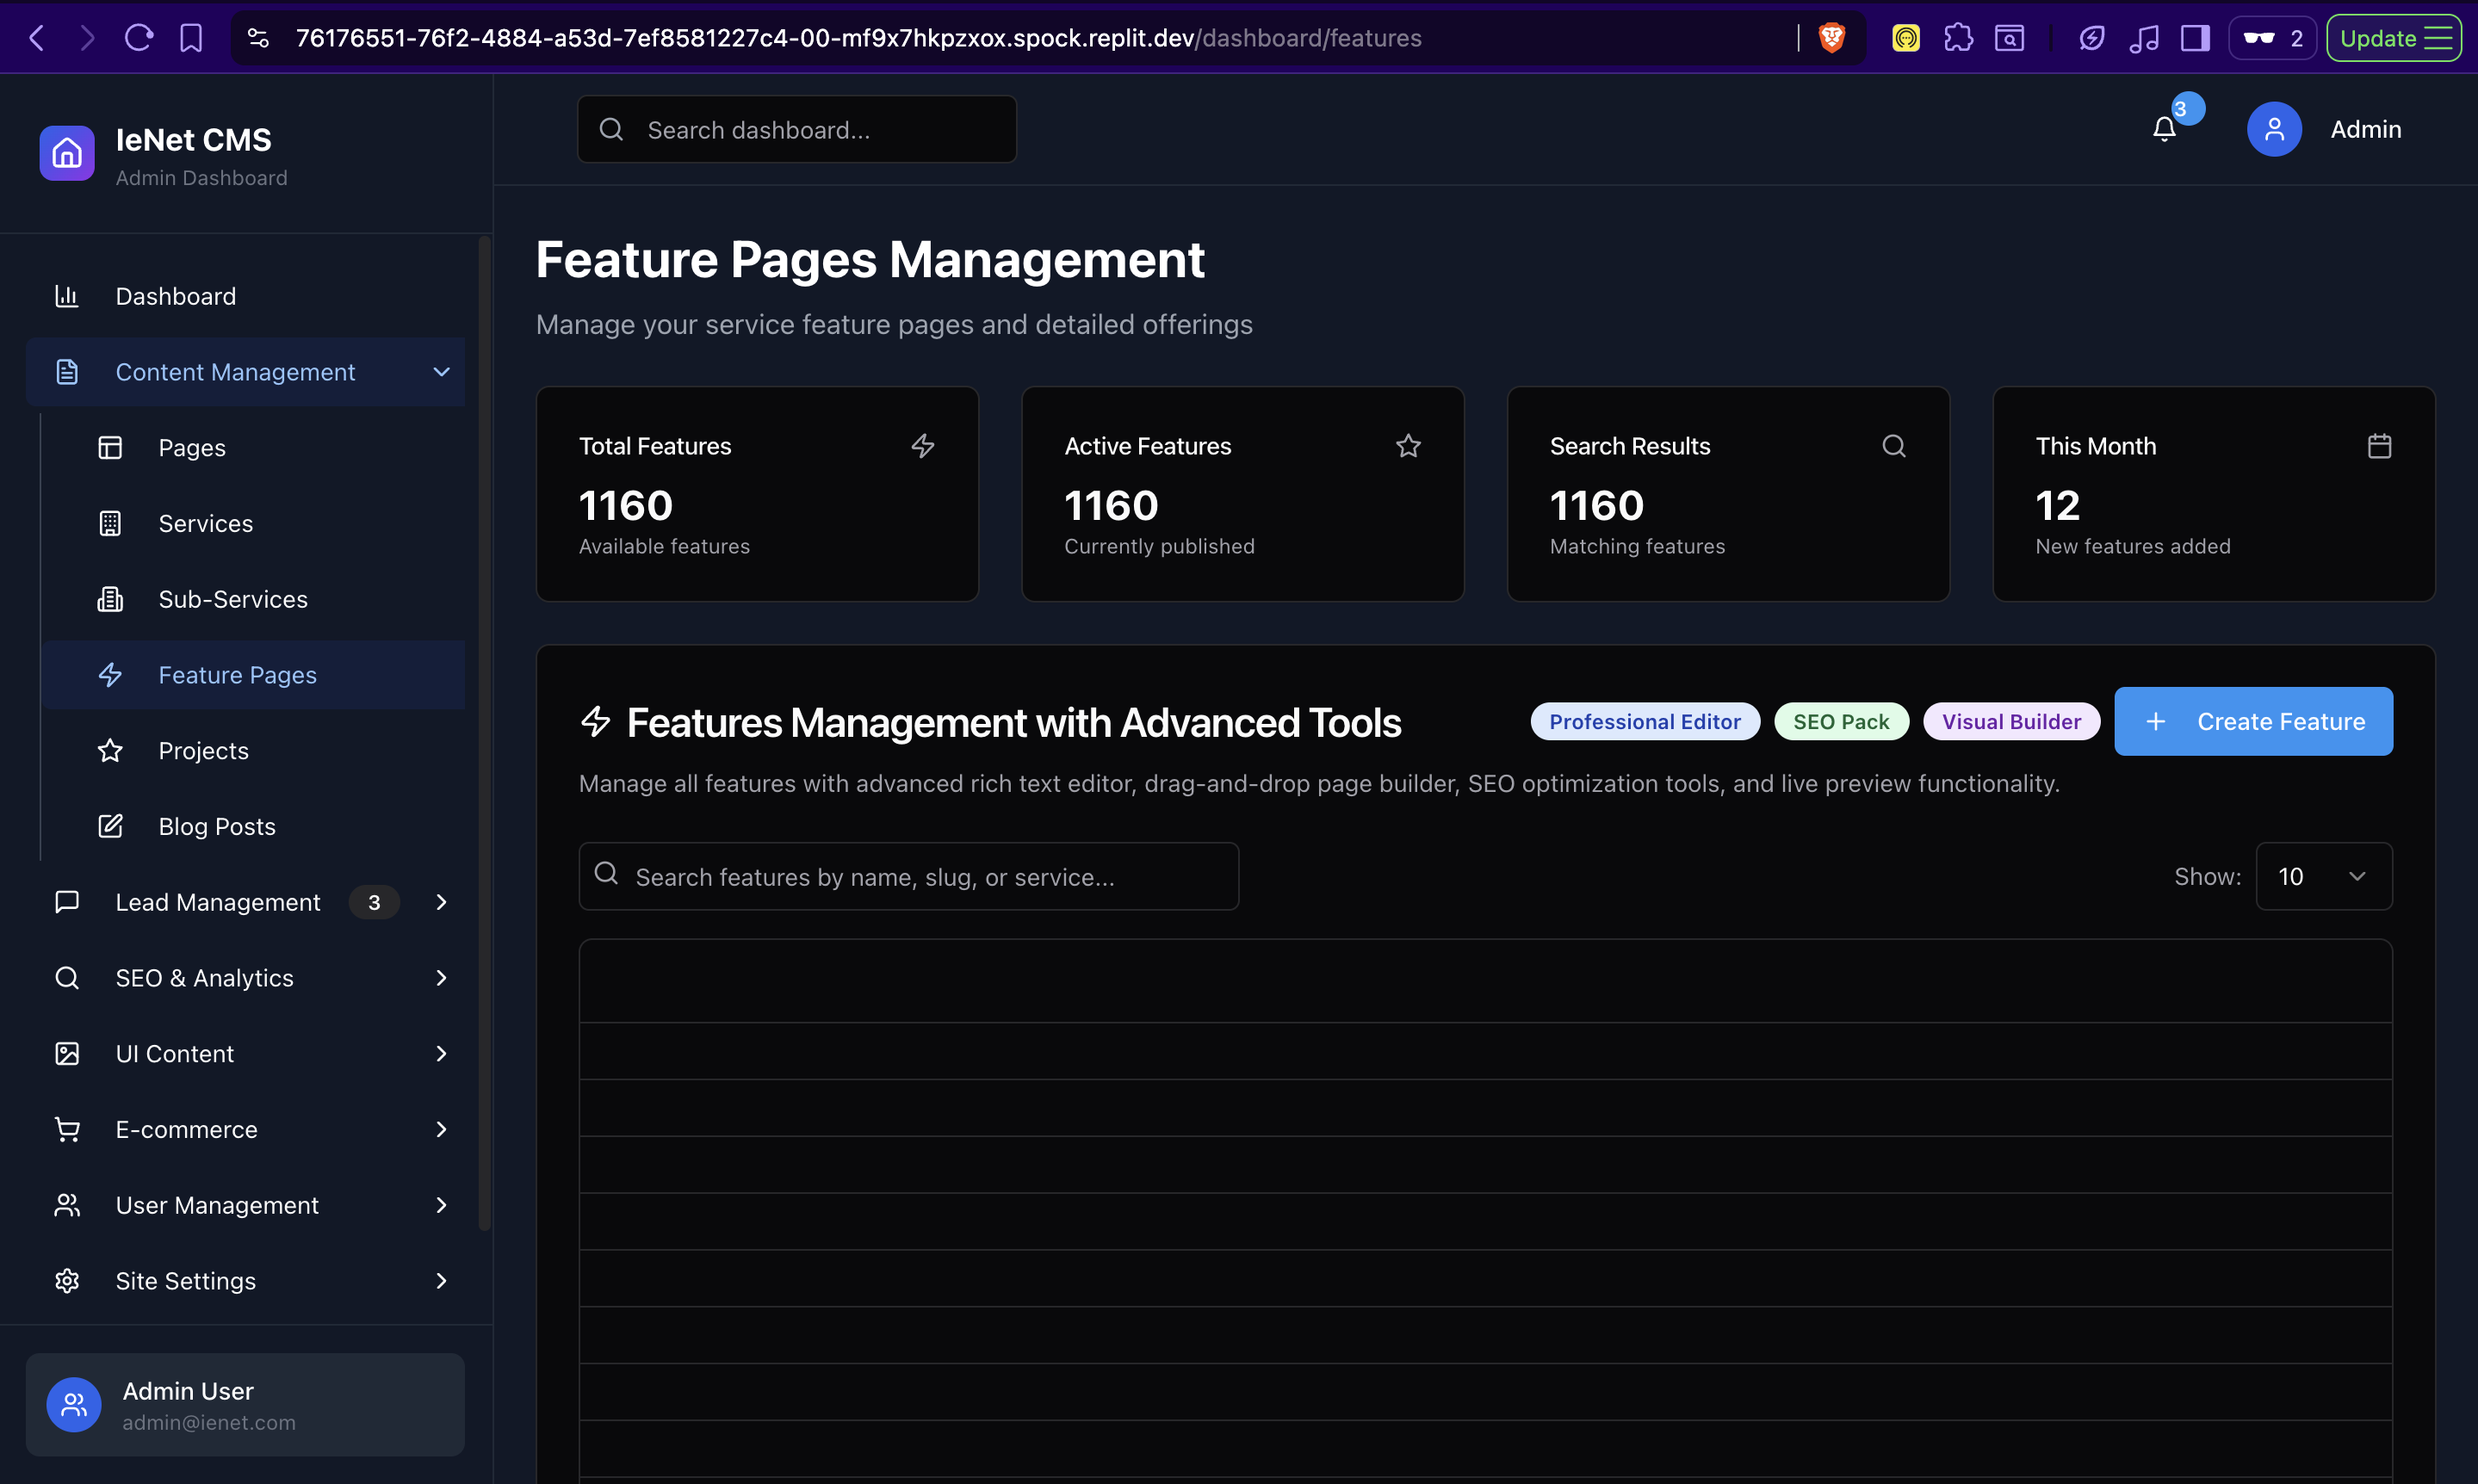 76176551-76f2-4884-a53d-7ef8581227c4-00-mf9x7hkpzxox.spock.replit.dev/dashboard/features
2
Update
IeNet CMS
Admin Dashboard
Search dashboard...
3
Admin
Dashboard
Content Management
Pages
Services
Sub-Services
Feature Pages
Projects
Blog Posts
Lead Management 3
SEO & Analytics
UI Content
E-commerce
User Management
Site Settings
Admin User
admin@ienet.com
Feature Pages Management
Manage your service feature pages and detailed offerings
Total Features
1160
Available features
Active Features
1160
Currently published
Search Results
1160
Matching features
This Month
12
New features added
Features Management with Advanced Tools
Professional Editor
SEO Pack
Visual Builder
Create Feature
Manage all features with advanced rich text editor, drag-and-drop page builder, SEO optimization tools, and live preview functionality.
Search features by name, slug, or service...
Show: 10